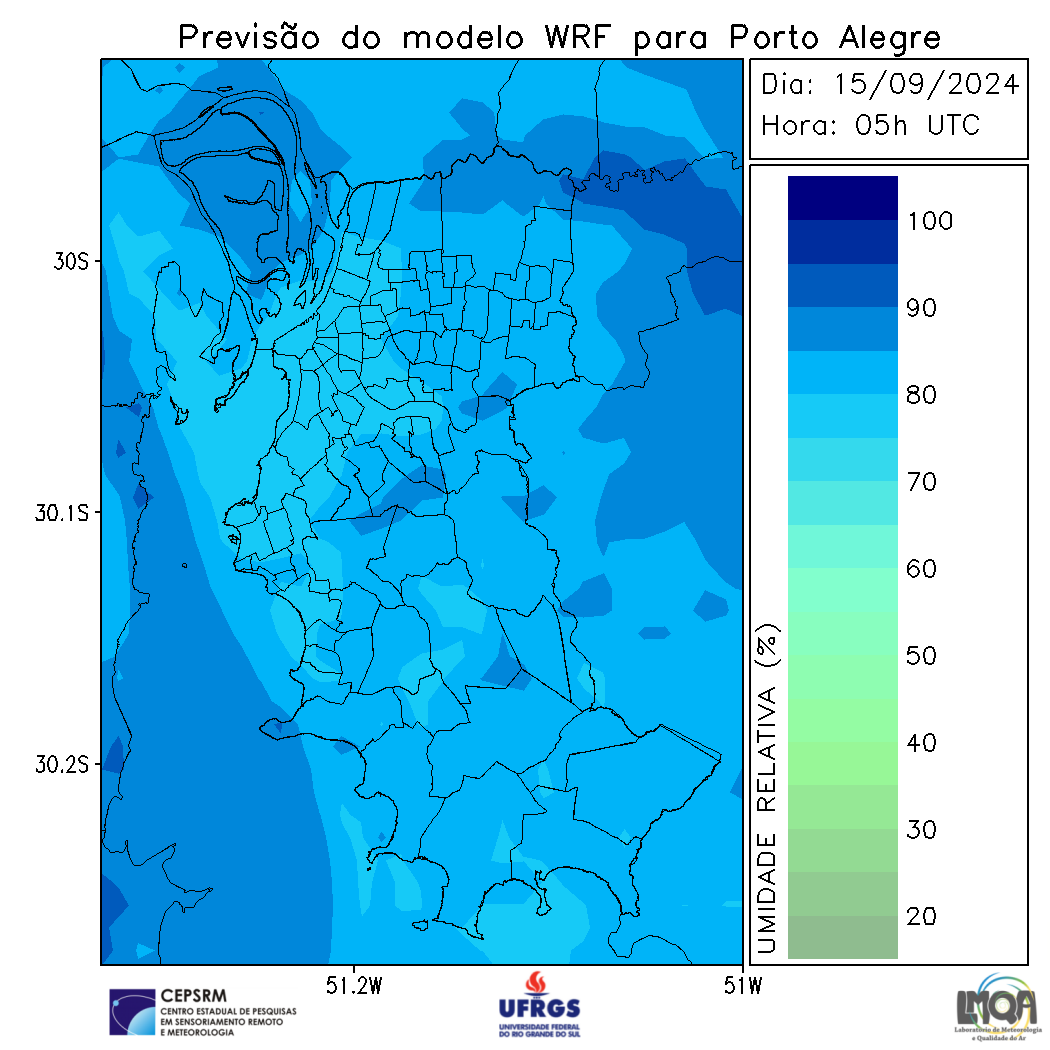 Previsão do modelo WRF para Porto Alegre
Dia: 15/09/2024
Hora: 05h UTC
30S
30.1S
30.2S
51.2W
51W
100
90
80
70
60
50
40
30
20
UMIDADE RELATIVA (%)
CEPSRM
CENTRO ESTADUAL DE PESQUISAS
EM SENSORIAMENTO REMOTO
E METEOROLOGIA
UFRGS
UNIVERSIDADE FEDERAL
DO RIO GRANDE DO SUL
LMQA
Laboratório de Meteorologia
e Qualidade do Ar